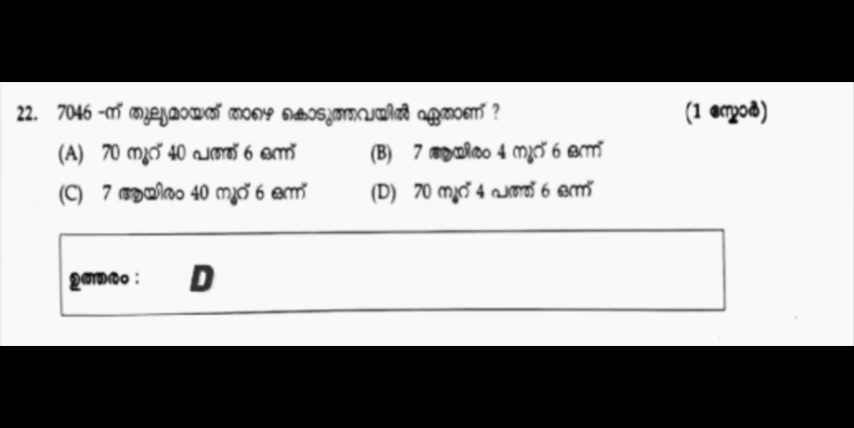 22. 7046 -ന് തുല്യമായത് താഴെ കൊടുത്തവയിൽ ഏതാണ് ? (1 സ്കോർ)
(A) 70 നൂറ് 40 പത്ത് 6 ഒന്ന് (B) 7 ആയിരം 4 നൂറ് 6 ഒന്ന്
(C) 7 ആയിരം 40 നൂറ് 6 ഒന്ന് (D) 70 നൂറ് 4 പത്ത് 6 ഒന്ന്
ഉത്തരം : D